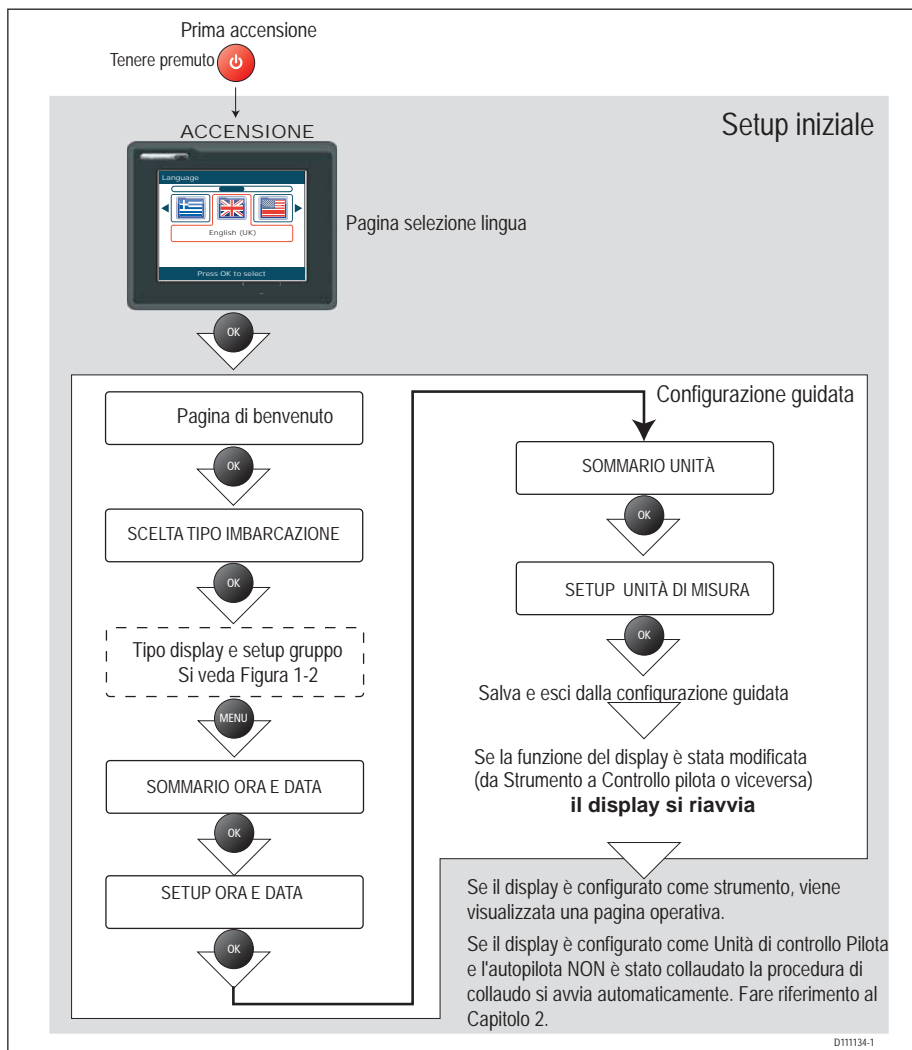 Prima accensione
Tenere premuto
Setup iniziale
ACCENSIONE
Language
English (UK)
Press OK to select
Pagina selezione lingua
OK
Configurazione guidata
Pagina di benvenuto
OK
SCELTA TIPO IMBARCAZIONE
OK
Tipo display e setup gruppo
Si veda Figura 1-2
MENU
SOMMARIO ORA E DATA
OK
SETUP ORA E DATA
OK
SOMMARIO UNITÀ
OK
SETUP UNITÀ DI MISURA
OK
Salva e esci dalla configurazione guidata
Se la funzione del display è stata modificata
(da Strumento a Controllo pilota o viceversa)
il display si riavvia
Se il display è configurato come strumento, viene
visualizzata una pagina operativa.
Se il display è configurato come Unità di controllo Pilota
e l'autopilota NON è stato collaudato la procedura di
collaudo si avvia automaticamente. Fare riferimento al
Capitolo 2.
D111134-1